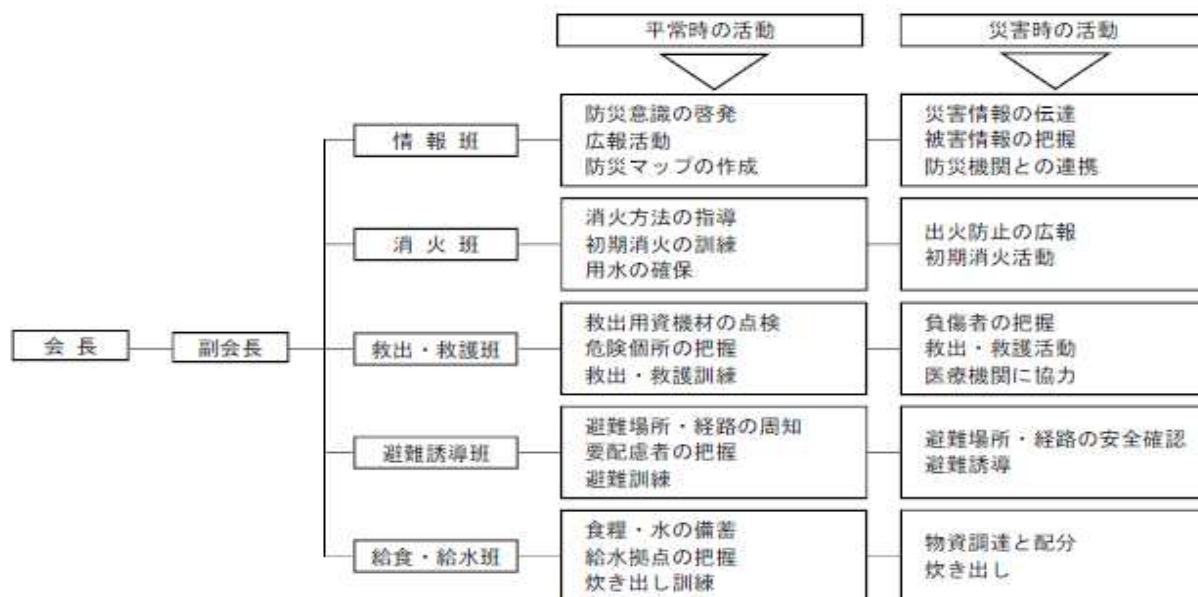 平常時の活動
災害時の活動
情報班
防災意識の啓発
広報活動
防災マップの作成
災害情報の伝達
被害情報の把握
防災機関との連携
消火班
消火方法の指導
初期消火の訓練
用水の確保
出火防止の広報
初期消火活動
会長
副会長
救出・救護班
救出用資機材の点検
危険個所の把握
救出・救護訓練
負傷者の把握
救出・救護活動
医療機関に協力
避難誘導班
避難場所・経路の周知
要配慮者の把握
避難訓練
避難場所・経路の安全確認
避難誘導
給食・給水班
食糧・水の備蓄
給水拠点の把握
炊き出し訓練
物資調達と配分
炊き出し